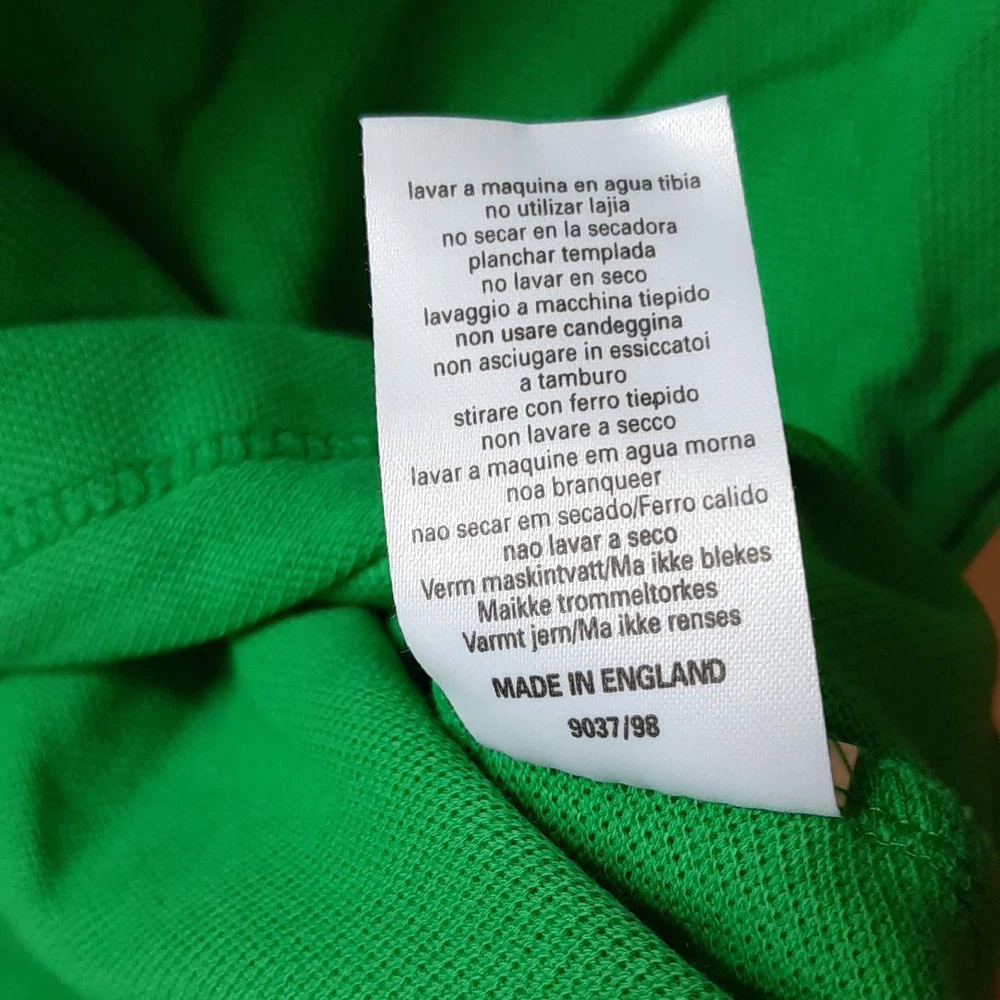 lavar a maquina en agua tibia
no utilizar lajia
no secar en la secadora
planchar templada
no lavar en seco
lavaggio a macchina tiepido
non usare candeggina
non asciugare in essiccatoi
a tamburo
stirare con ferro tiepido
non lavare a secco
lavar a maquine em agua morna
noa branqueer
nao secar em secado/Ferro calido
nao lavar a seco
Verm maskintvatt/Ma ikke blekes
Maikke trommeltorkes
Varmt jern/Ma ikke renses
MADE IN ENGLAND
9037/98